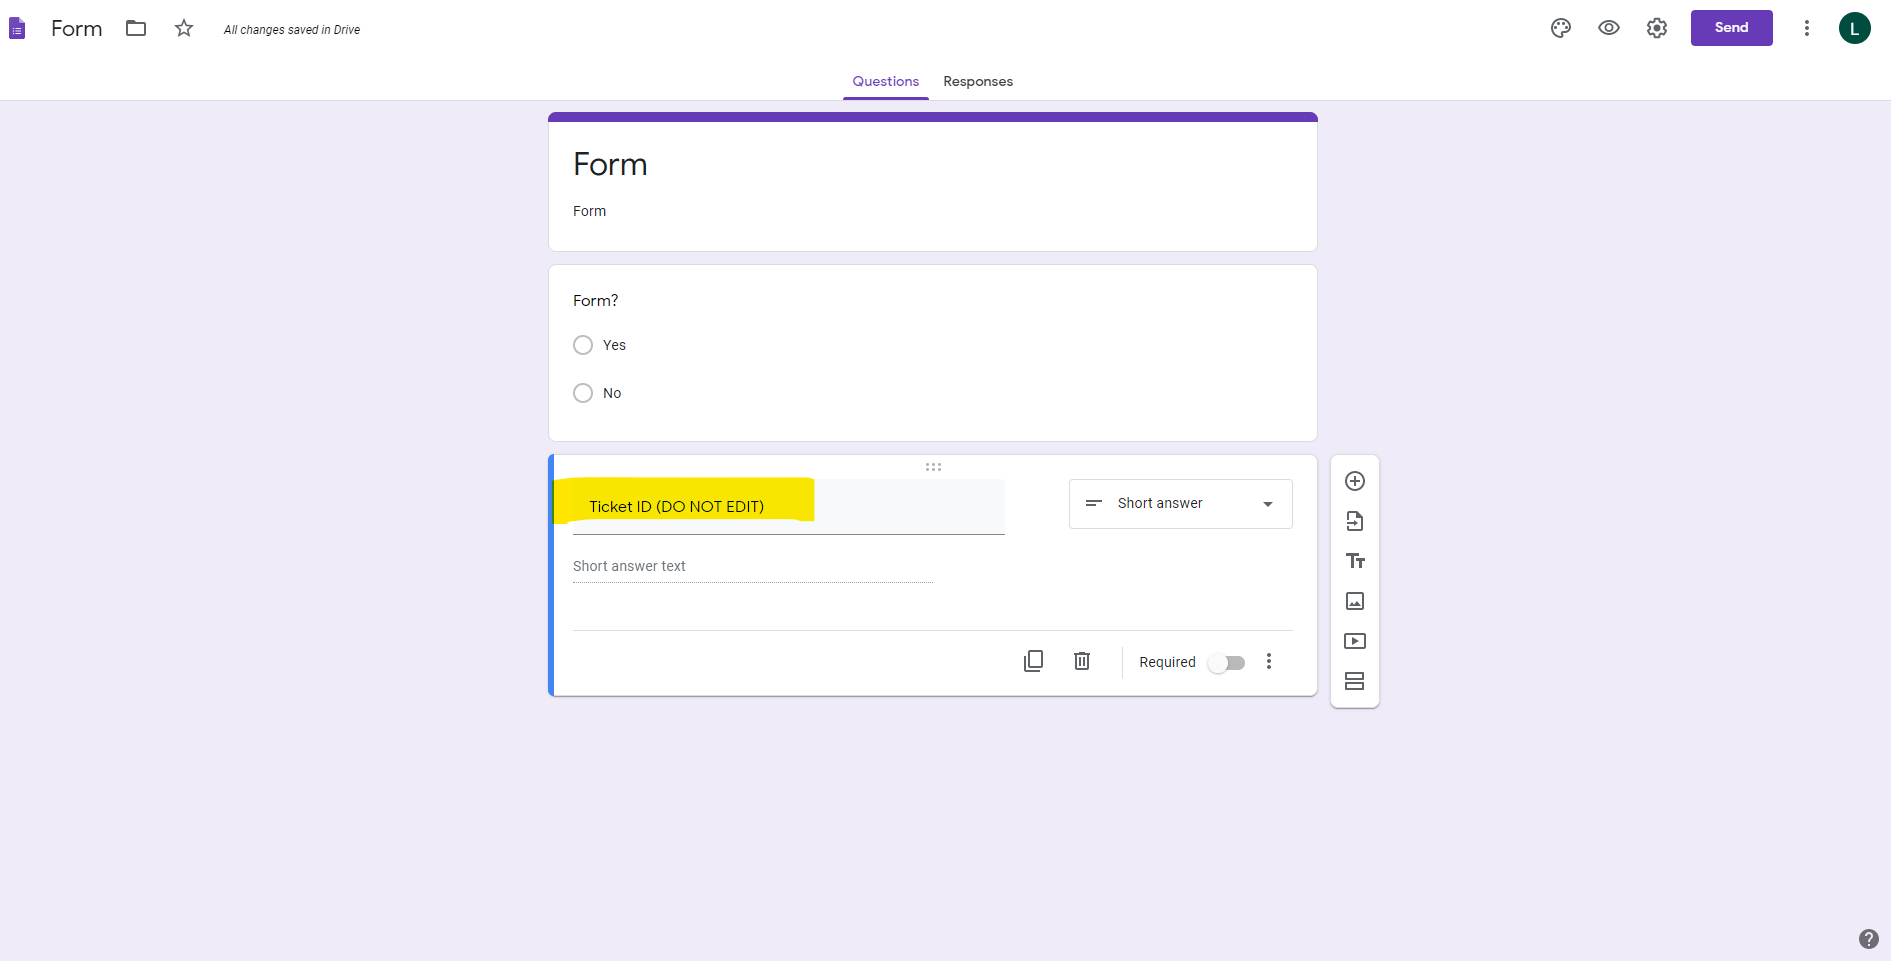 Form
All changes saved in Drive
Send
L
Questions Responses
Form
Form
Form?
Yes
No
Ticket ID (DO NOT EDIT)
Short answer
Short answer text
Required